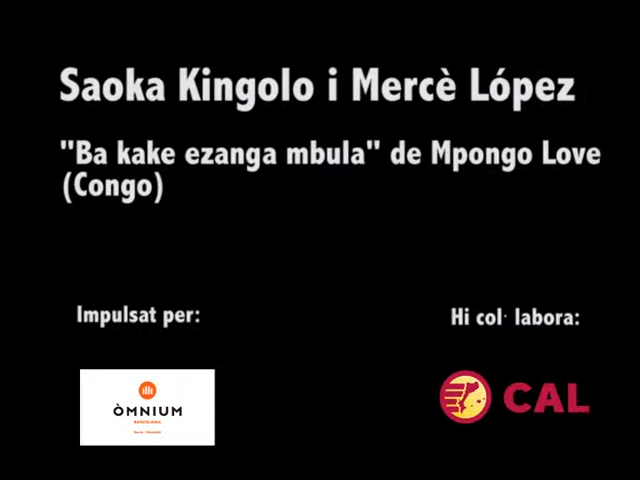 Saoka Kingolo i Mercè López
"Ba kake ezanga mbula" de Mpongo Love
(Congo)
Impulsat per:
Hi col· labora:
ÒMNIUM
BARCELONA
CAL